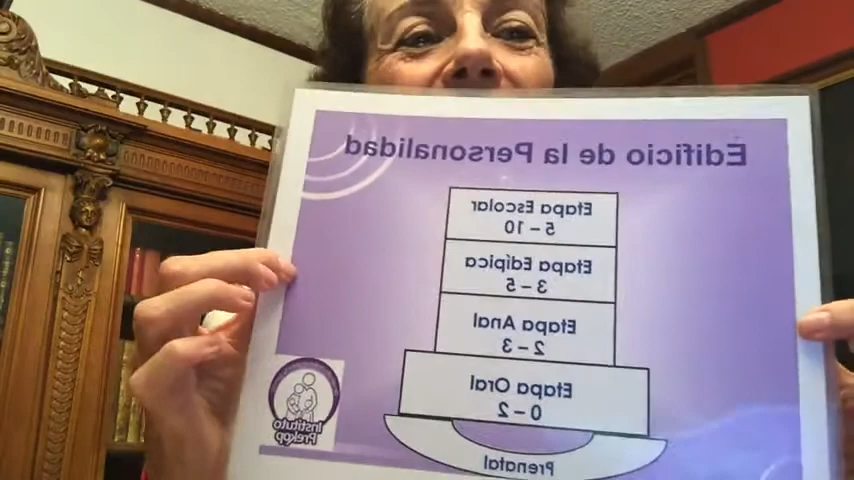 Edificio de la Personalidad
Etapa Escolar
5 – 10
Etapa Edípica
3 – 5
Etapa Anal
2 – 3
Etapa Oral
0 – 2
Prenatal
Instituto
Prekop